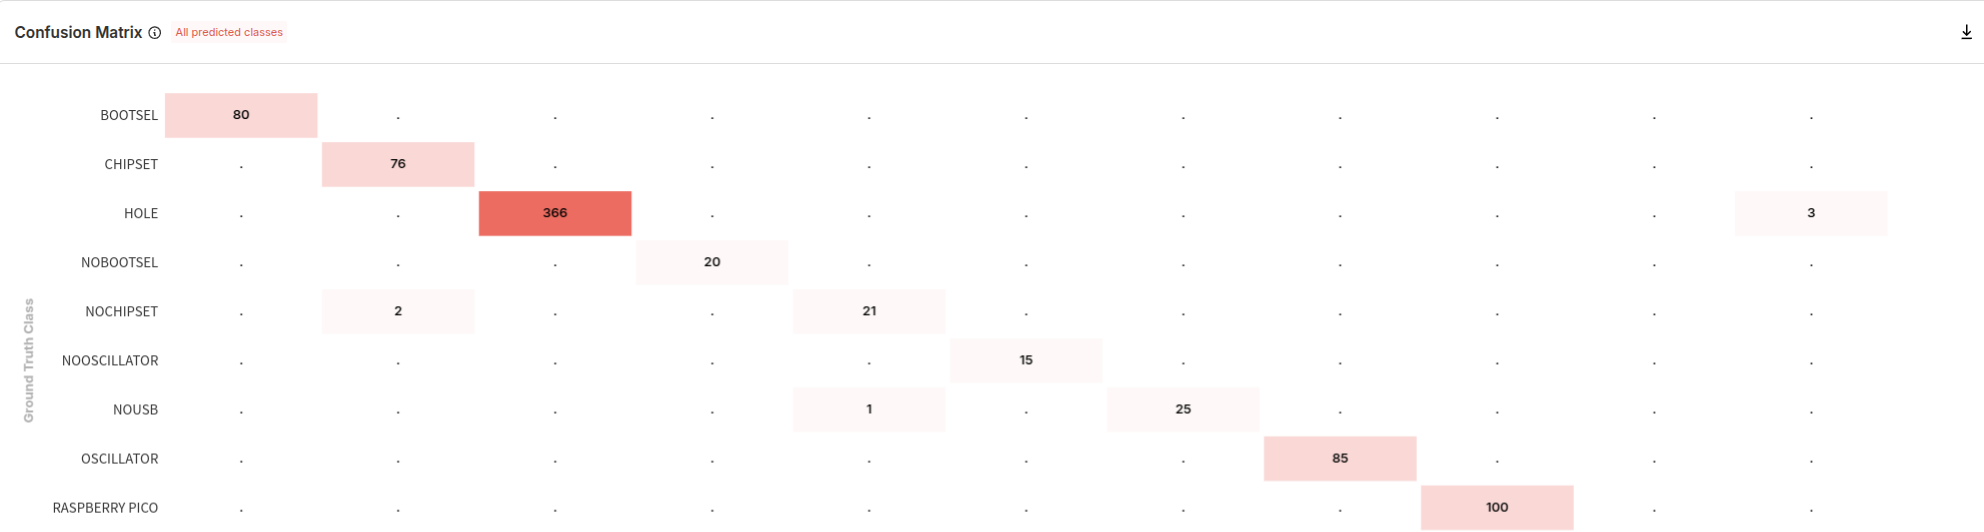 Confusion Matrix All predicted classes
BOOTSEL 80 . . . . . . . . . .
CHIPSET . 76 . . . . . . . . .
HOLE . . 366 . . . . . . . 3
NOBOOTSEL . . . 20 . . . . . . .
NOCHIPSET . 2 . . 21 . . . . . .
NOOSCILLATOR . . . . . 15 . . . . .
NOUSB . . . . 1 . 25 . . . .
OSCILLATOR . . . . . . . 85 . . .
RASPBERRY PICO . . . . . . . . 100 . .
Ground Truth Class